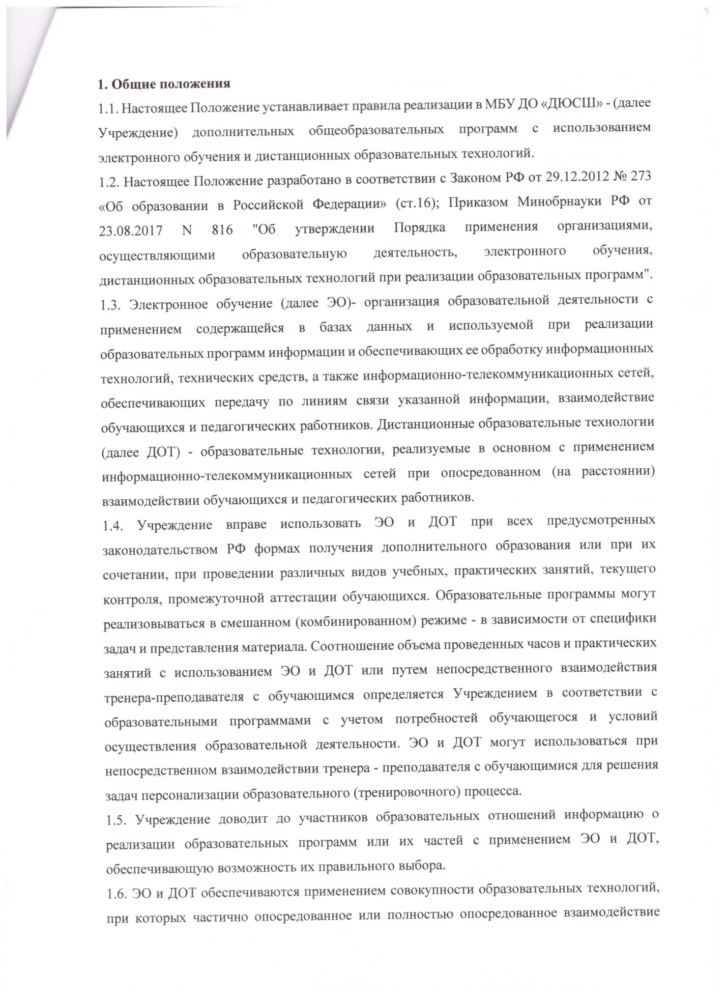 1. Общие положения
1.1. Настоящее Положение устанавливает правила реализации в МБУ ДО «ДЮСШ» - (далее
Учреждение) дополнительных общеобразовательных программ с использованием
электронного обучения и дистанционных образовательных технологий.
1.2. Настоящее Положение разработано в соответствии с Законом РФ от 29.12.2012 № 273
«Об образовании в Российской Федерации» (ст.16); Приказом Минобрнауки РФ от
23.08.2017 N 816 "Об утверждении Порядка применения организациями,
осуществляющими образовательную деятельность, электронного обучения,
дистанционных образовательных технологий при реализации образовательных программ".
1.3. Электронное обучение (далее ЭО)- организация образовательной деятельности с
применением содержащейся в базах данных и используемой при реализации
образовательных программ информации и обеспечивающих ее обработку информационных
технологий, технических средств, а также информационно-телекоммуникационных сетей,
обеспечивающих передачу по линиям связи указанной информации, взаимодействие
обучающихся и педагогических работников. Дистанционные образовательные технологии
(далее ДОТ) - образовательные технологии, реализуемые в основном с применением
информационно-телекоммуникационных сетей при опосредованном (на расстоянии)
взаимодействии обучающихся и педагогических работников.
1.4. Учреждение вправе использовать ЭО и ДОТ при всех предусмотренных
законодательством РФ формах получения дополнительного образования или при их
сочетании, при проведении различных видов учебных, практических занятий, текущего
контроля, промежуточной аттестации обучающихся. Образовательные программы могут
реализовываться в смешанном (комбинированном) режиме - в зависимости от специфики
задач и представления материала. Соотношение объема проведенных часов и практических
занятий с использованием ЭО и ДОТ или путем непосредственного взаимодействия
тренера-преподавателя с обучающимся определяется Учреждением в соответствии с
образовательными программами с учетом потребностей обучающегося и условий
осуществления образовательной деятельности. ЭО и ДОТ могут использоваться при
непосредственном взаимодействии тренера - преподавателя с обучающимися для решения
задач персонализации образовательного (тренировочного) процесса.
1.5. Учреждение доводит до участников образовательных отношений информацию о
реализации образовательных программ или их частей с применением ЭО и ДОТ,
обеспечивающую возможность их правильного выбора.
1.6. ЭО и ДОТ обеспечиваются применением совокупности образовательных технологий,
при которых частично опосредованное или полностью опосредованное взаимодействие